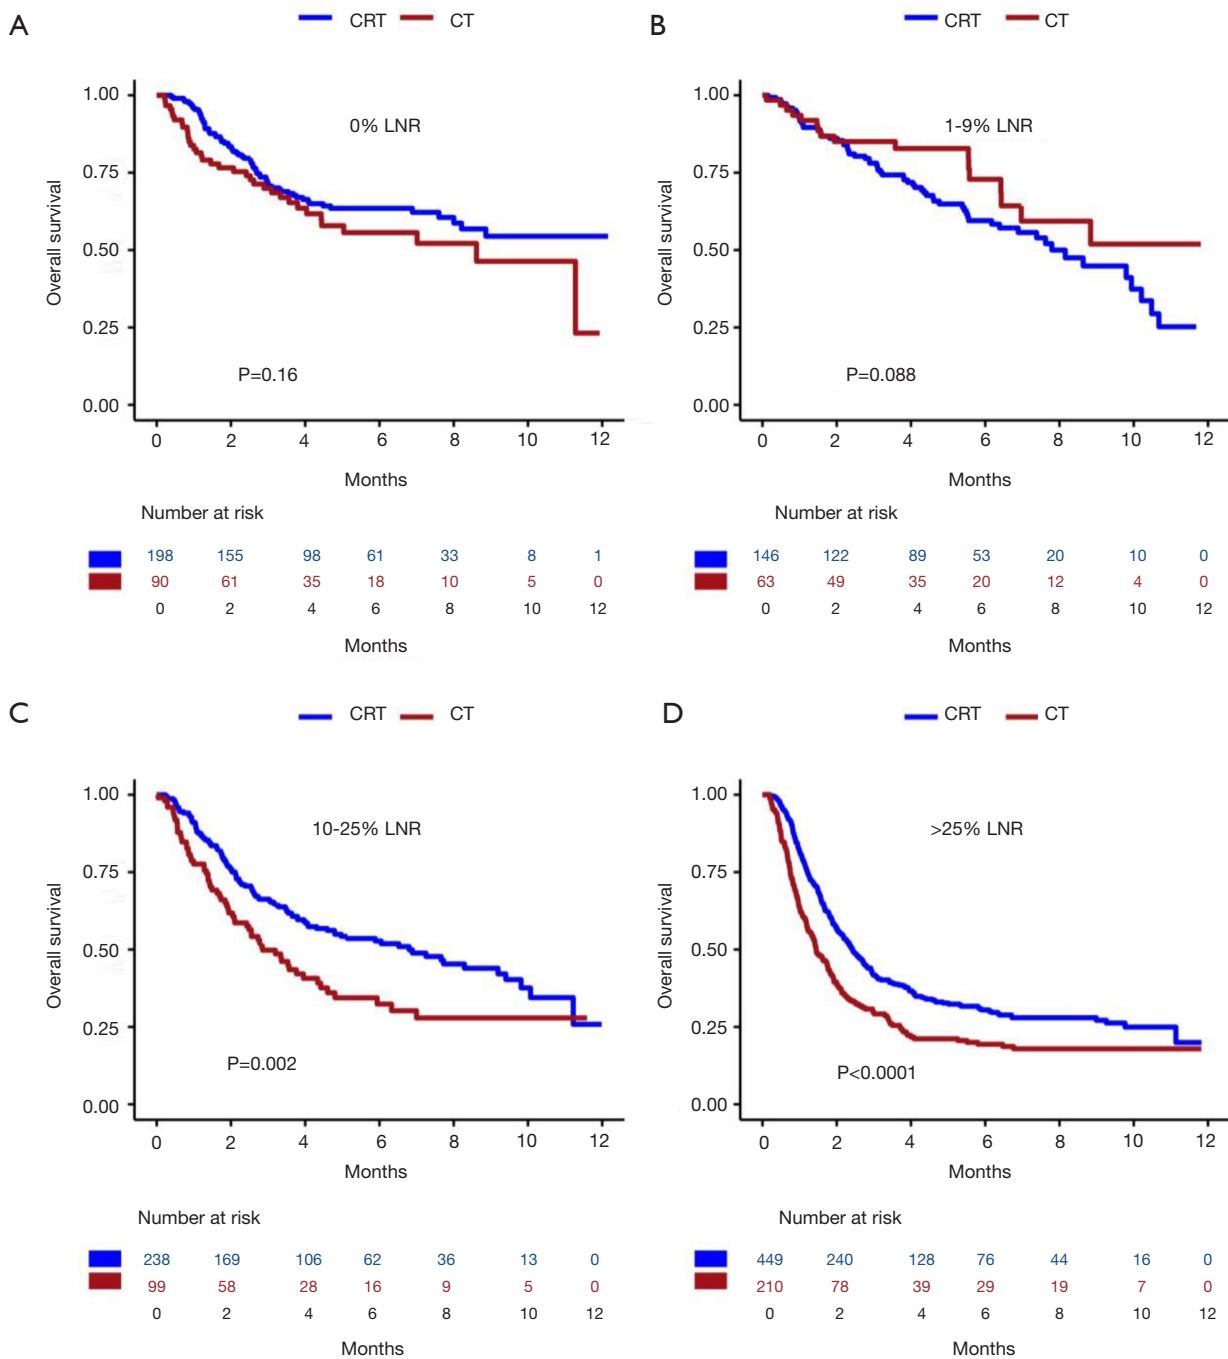 A
CRT CT
B
CRT CT
1.00
0.75
0.50
0.25
0.00
Overall survival
0% LNR
P=0.16
0 2 4 6 8 10 12
Months
Number at risk
198 155 98 61 33 8 1
90 61 35 18 10 5 0
0 2 4 6 8 10 12
Months
1.00
0.75
0.50
0.25
0.00
Overall survival
1-9% LNR
P=0.088
0 2 4 6 8 10 12
Months
Number at risk
146 122 89 53 20 10 0
63 49 35 20 12 4 0
0 2 4 6 8 10 12
Months
C
CRT CT
1.00
0.75
0.50
0.25
0.00
Overall survival
10-25% LNR
P=0.002
0 2 4 6 8 10 12
Months
Number at risk
238 169 106 62 36 13 0
99 58 28 16 9 5 0
0 2 4 6 8 10 12
Months
D
CRT CT
1.00
0.75
0.50
0.25
0.00
Overall survival
>25% LNR
P<0.0001
0 2 4 6 8 10 12
Months
Number at risk
449 240 128 76 44 16 0
210 78 39 29 19 7 0
0 2 4 6 8 10 12
Months